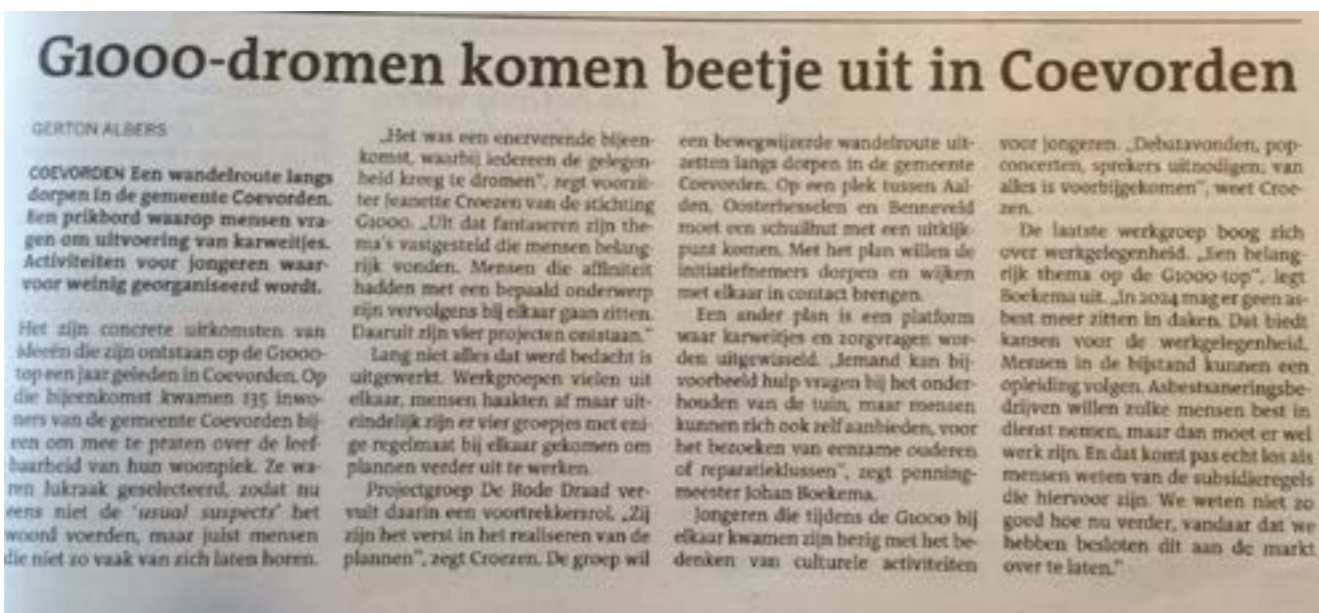 G1000-dromen komen beetje uit in Coevorden
GERTON ALBERS
COEVORDEN Een wandelroute langs
dorpen in de gemeente Coevorden.
Een prikbord waarop mensen vra-
gen om uitvoering van karweitjes.
Activiteiten voor jongeren waar-
voor weinig georganiseerd wordt.
Het zijn concrete uitkomsten van
ideeën die zijn ontstaan op de G1000-
top een jaar geleden in Coevorden. Op
die bijeenkomst kwamen 135 inwo-
ners van de gemeente Coevorden bij-
een om mee te praten over de leef-
baarheid van hun woonplek. Ze wa-
ren lukraak geselecteerd, zodat nu
eens niet de 'usual suspects' het
woord voerden, maar juist mensen
die niet zo vaak van zich laten horen.
„Het was een enerverende bijeen-
komst, waarbij iedereen de gelegen-
heid kreeg te dromen”, zegt voorzit-
ter Jeanette Croezen van de stichting
G1000. „Uit dat fantaseren zijn the-
ma's vastgesteld die mensen belang-
rijk vonden. Mensen die affiniteit
hadden met een bepaald onderwerp
zijn vervolgens bij elkaar gaan zitten.
Daaruit zijn vier projecten ontstaan.”
Lang niet alles dat werd bedacht is
uitgewerkt. Werkgroepen vielen uit
elkaar, mensen haakten af maar uit-
eindelijk zijn er vier groepjes met eni-
ge regelmaat bij elkaar gekomen om
plannen verder uit te werken.
Projectgroep De Rode Draad ver-
vult daarin een voortrekkersrol. „Zij
zijn het verst in het realiseren van de
plannen”, zegt Croezen. De groep wil
een bewegwijzerde wandelroute uit-
zetten langs dorpen in de gemeente
Coevorden. Op een plek tussen Aal-
den, Oosterhesselen en Benneveld
moet een schuilhut met een uitkijk-
punt komen. Met het plan willen de
initiatiefnemers dorpen en wijken
met elkaar in contact brengen.
Een ander plan is een platform
waar karweitjes en zorgvragen wor-
den uitgewisseld. „Iemand kan bij-
voorbeeld hulp vragen bij het onder-
houden van de tuin, maar mensen
kunnen zich ook zelf aanbieden, voor
het bezoeken van eenzame ouderen
of reparatieklussen”, zegt penning-
meester Johan Boekema.
Jongeren die tijdens de G1000 bij
elkaar kwamen zijn bezig met het be-
denken van culturele activiteiten
voor jongeren. „Debatavonden, pop-
concerten, sprekers uitnodigen, van
alles is voorbijgekomen”, weet Croe-
zen.
De laatste werkgroep boog zich
over werkgelegenheid. „Een belang-
rijk thema op de G1000-top”, legt
Boekema uit. „In 2024 mag er geen as-
best meer zitten in daken. Dat biedt
kansen voor de werkgelegenheid.
Mensen in de bijstand kunnen een
opleiding volgen. Asbestsaneringsbe-
drijven willen zulke mensen best in
dienst nemen, maar dan moet er wel
werk zijn. En dat komt pas echt los als
mensen weten van de subsidieregels
die hiervoor zijn. We weten niet zo
goed hoe nu verder, vandaar dat we
hebben besloten dit aan de markt
over te laten.”